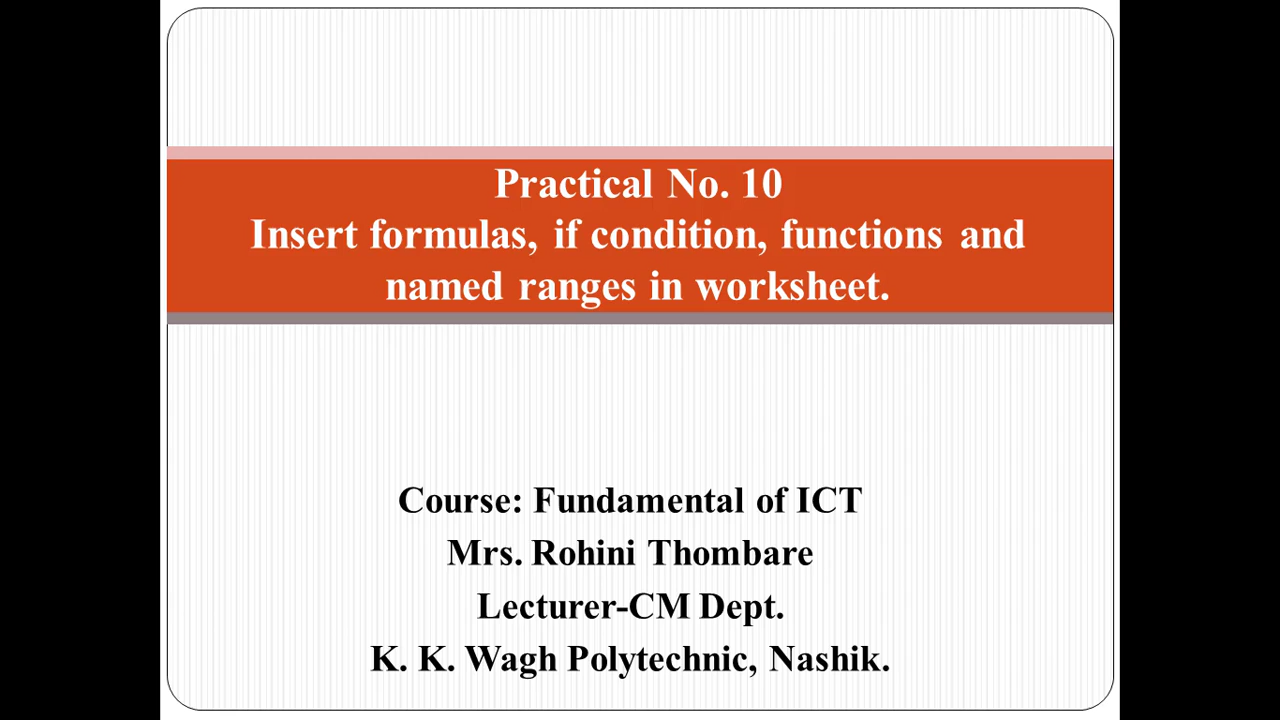 Practical No. 10
Insert formulas, if condition, functions and
named ranges in worksheet.
Course: Fundamental of ICT
Mrs. Rohini Thombare
Lecturer-CM Dept.
K. K. Wagh Polytechnic, Nashik.